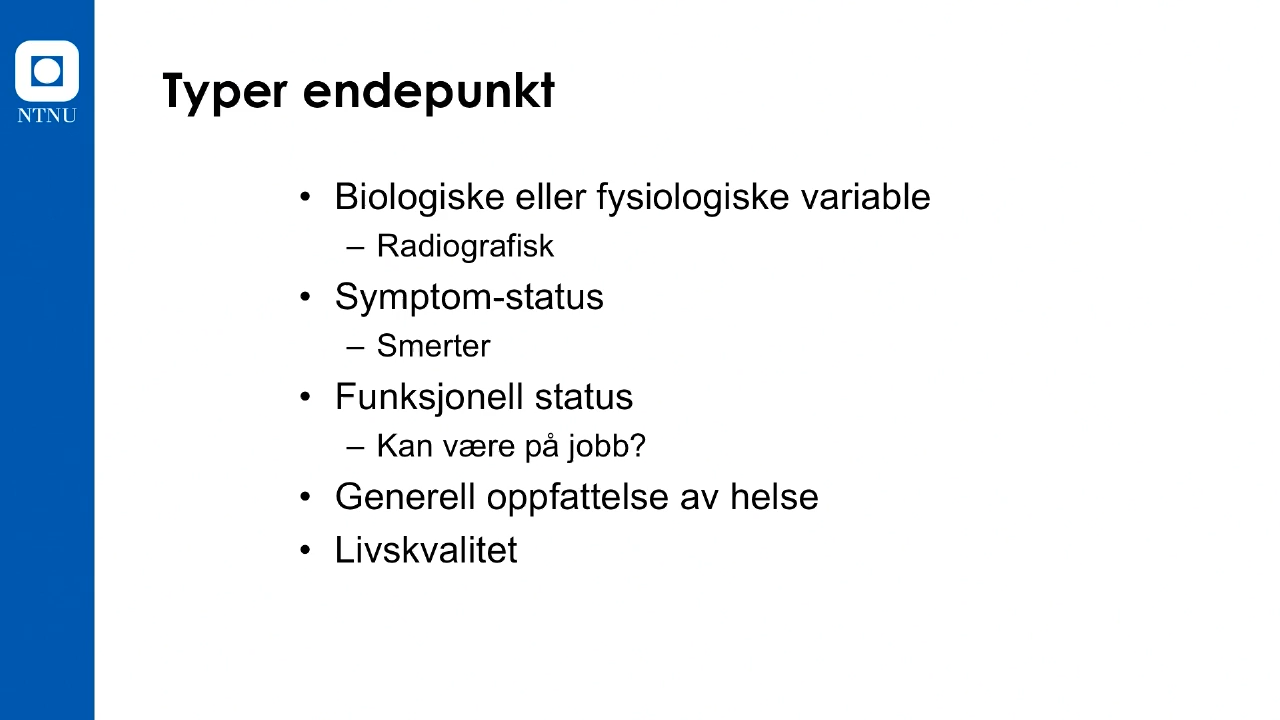 NTNU
Typer endepunkt
• Biologiske eller fysiologiske variable
– Radiografisk
• Symptom-status
– Smerter
• Funksjonell status
– Kan være på jobb?
• Generell oppfattelse av helse
• Livskvalitet